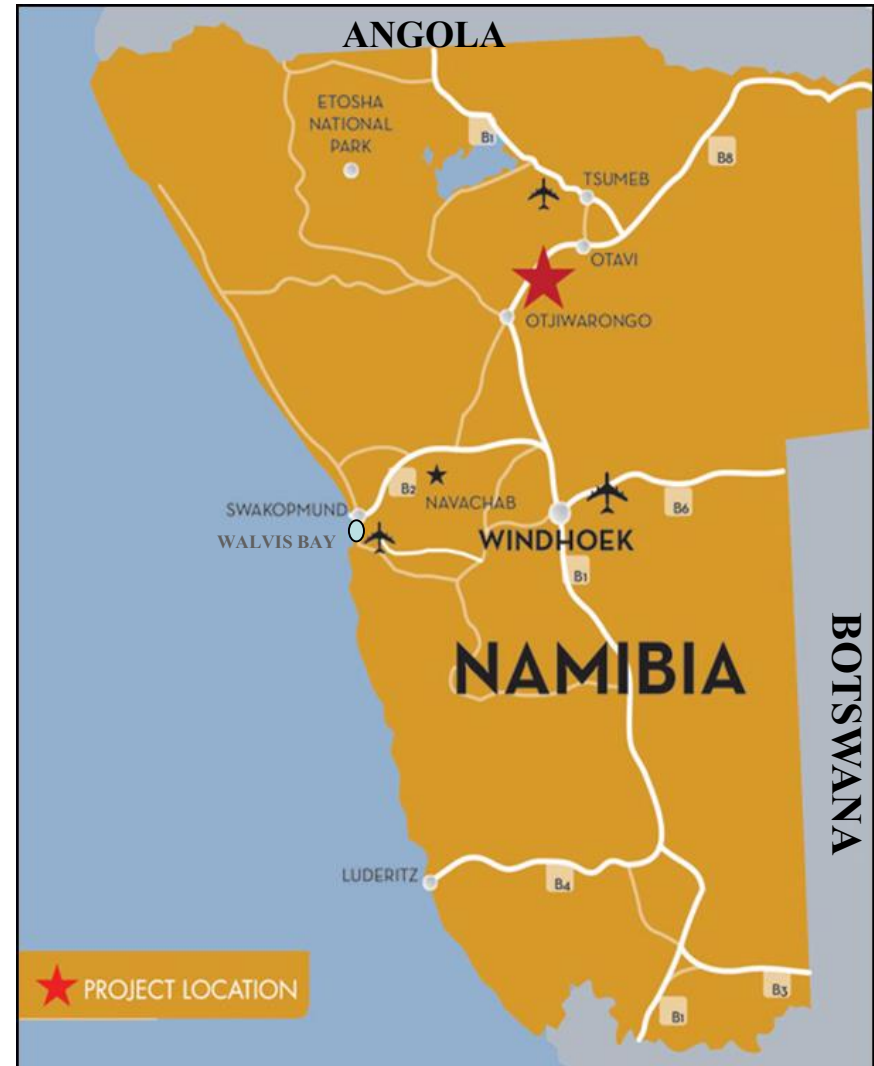 ANGOLA
ETOSHA
NATIONAL
PARK
B1
B8
TSUMEB
OTAVI
OTJIWARONGO
B2
NAVACHAB
SWAKOPMUND
B6
WALVIS BAY
WINDHOEK
B1
NAMIBIA
BOTSWANA
LUDERITZ
B4
PROJECT LOCATION
B3
B1